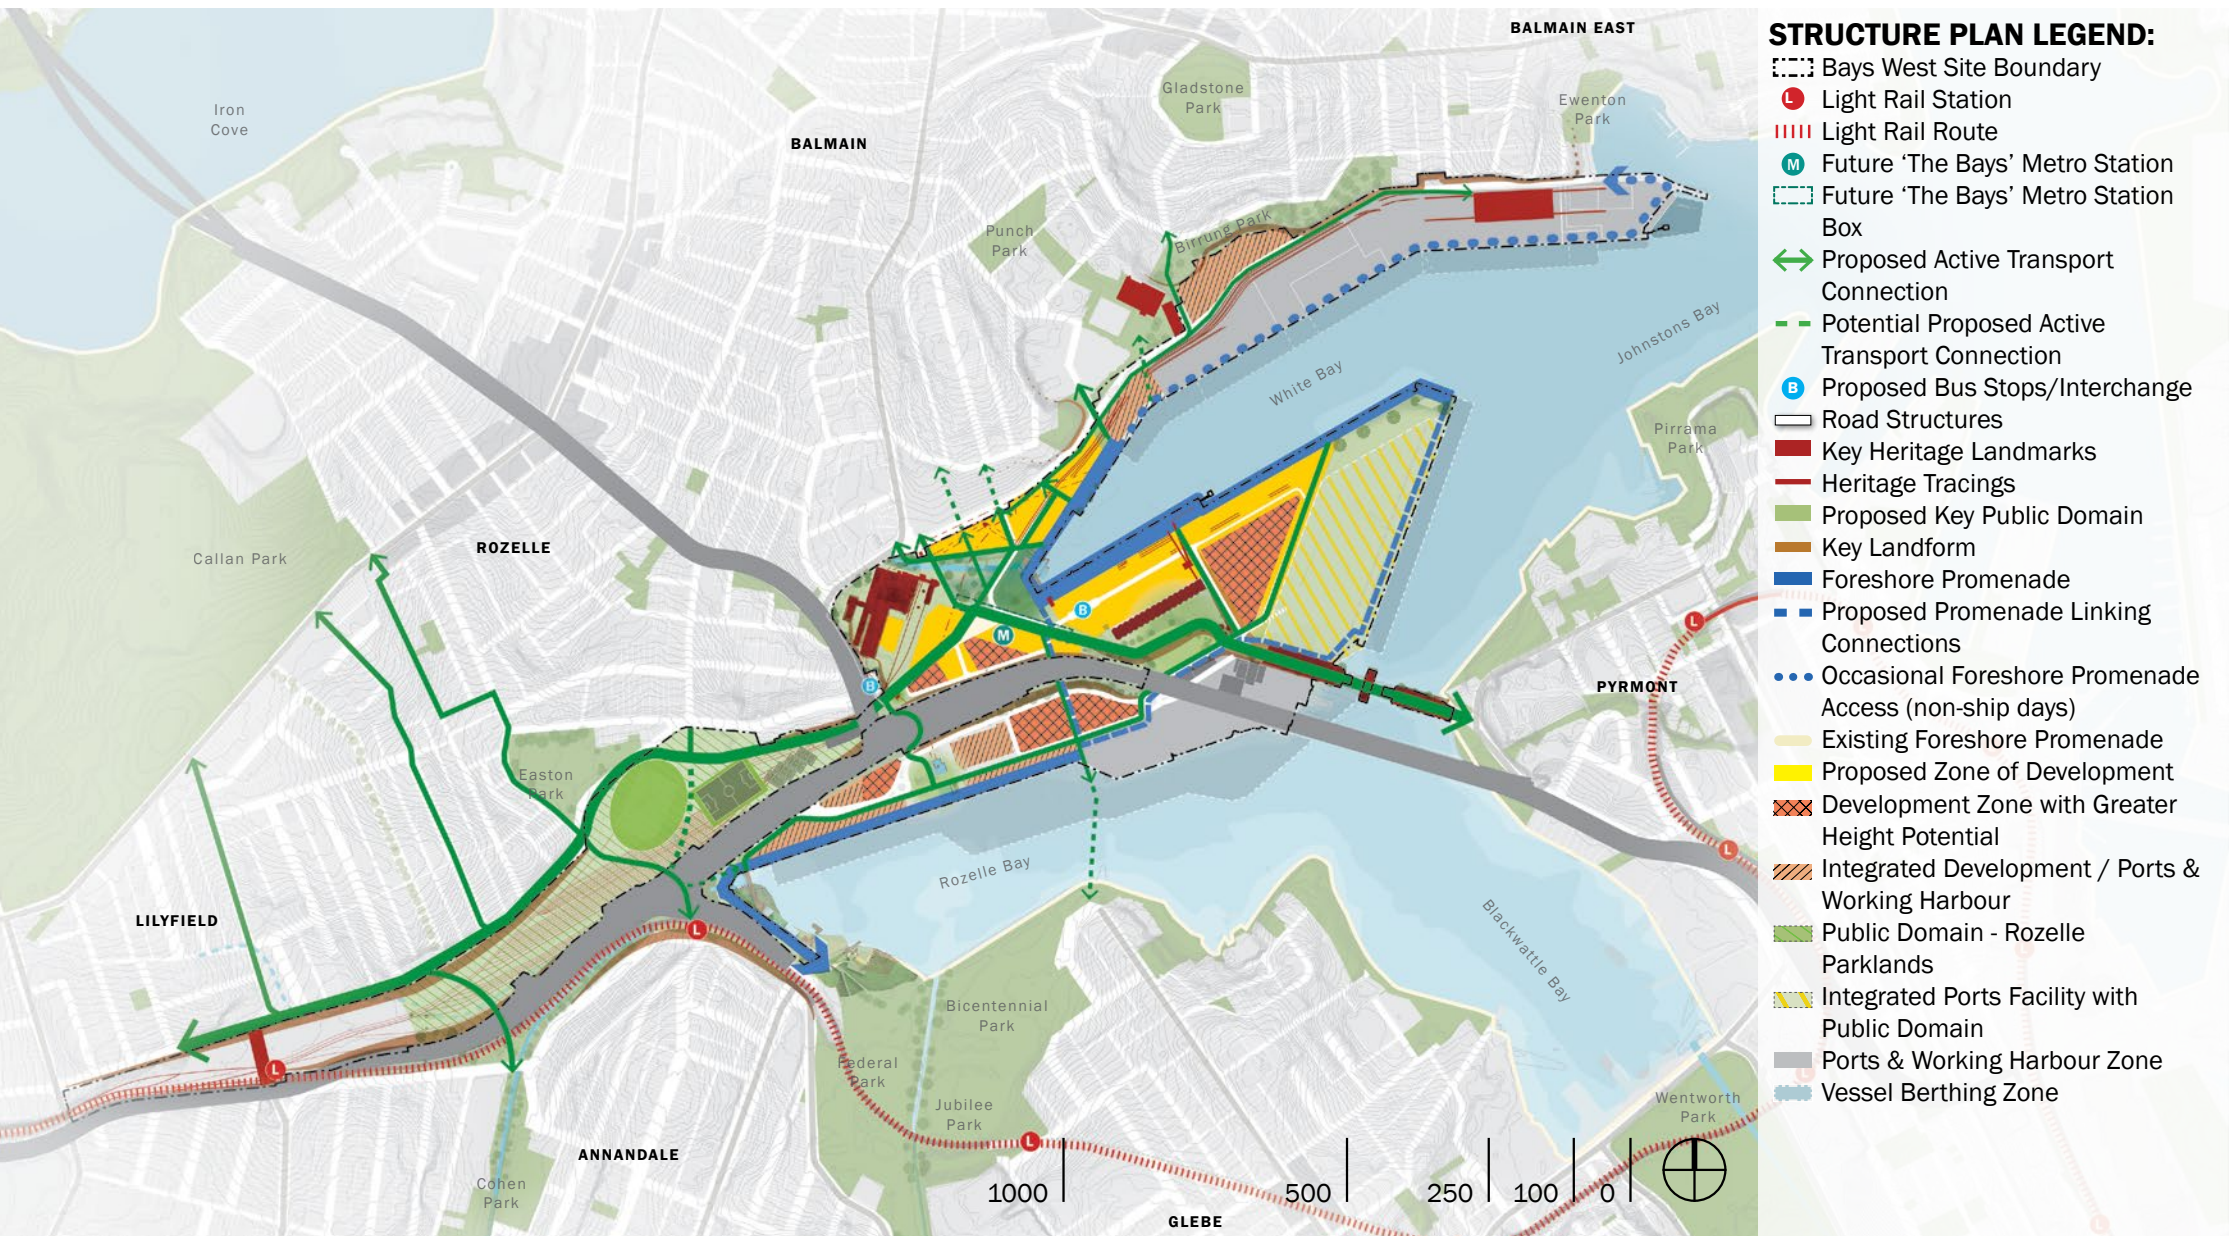 BALMAIN EAST
Gladstone
Park
Ewenton
Park
Iron
Cove
BALMAIN
Birrung Park
Punch
Park
Johnstons Bay
White Bay
Pirrama
Park
Callan Park
ROZELLE
B
M
B
L
PYRMONT
Easton
Park
L
Rozelle Bay
LILYFIELD
L
Blackwattle Bay
Bicentennial
Park
L
Federal
Park
Jubilee
Park
Wentworth
Park
L
ANNANDALE
Cohen
Park
1000
500
250
100
0
GLEBE
STRUCTURE PLAN LEGEND:
Bays West Site Boundary
L Light Rail Station
Light Rail Route
M Future ‘The Bays’ Metro Station
Future ‘The Bays’ Metro Station
Box
Proposed Active Transport
Connection
Potential Proposed Active
Transport Connection
B Proposed Bus Stops/Interchange
Road Structures
Key Heritage Landmarks
Heritage Tracings
Proposed Key Public Domain
Key Landform
Foreshore Promenade
Proposed Promenade Linking
Connections
Occasional Foreshore Promenade
Access (non-ship days)
Existing Foreshore Promenade
Proposed Zone of Development
Development Zone with Greater
Height Potential
Integrated Development / Ports &
Working Harbour
Public Domain - Rozelle
Parklands
Integrated Ports Facility with
Public Domain
Ports & Working Harbour Zone
Vessel Berthing Zone